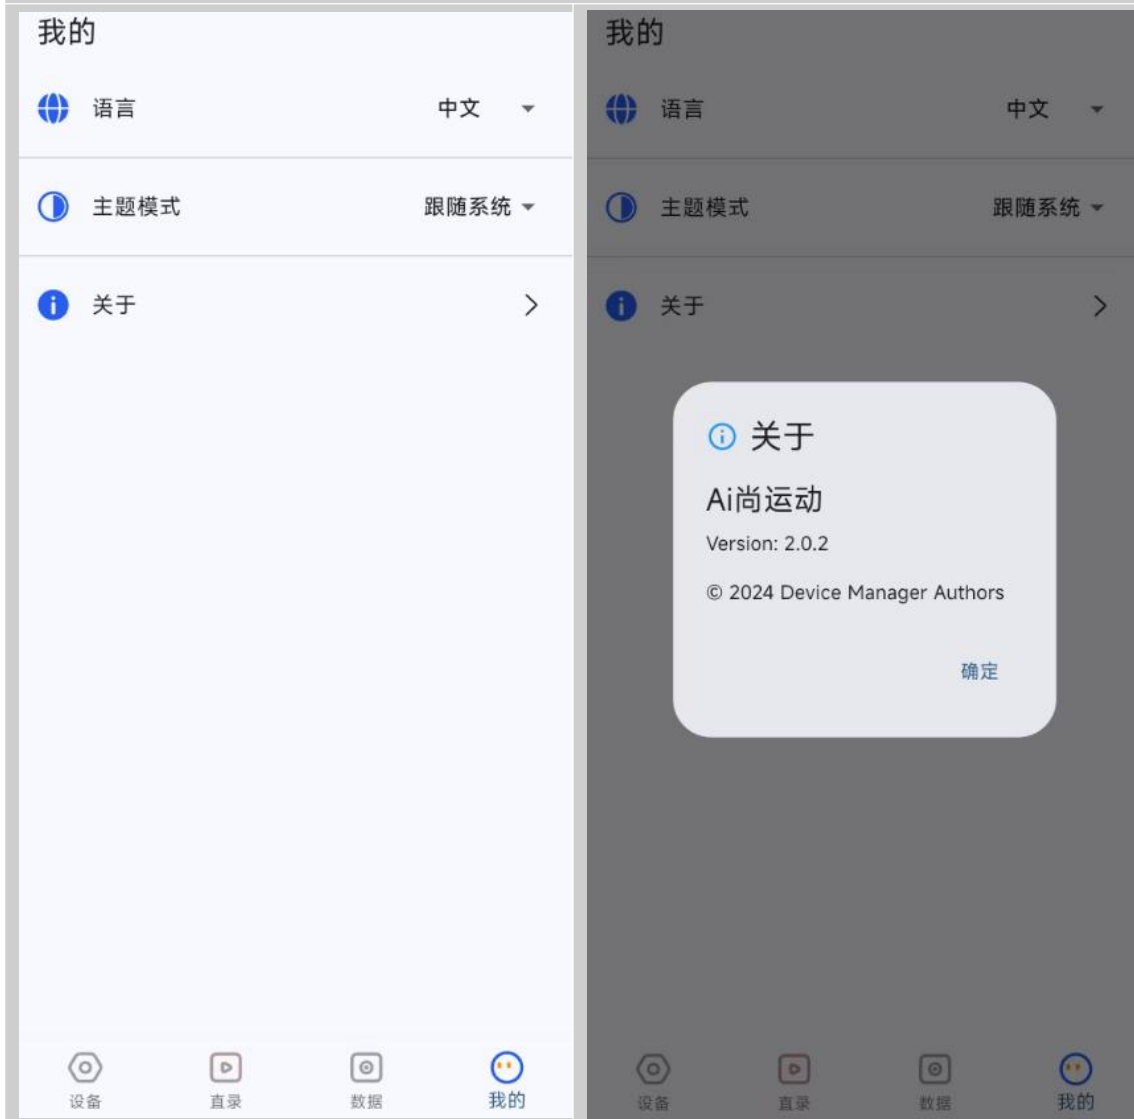 我的
语言 中文
主题模式 跟随系统
关于
设备 直录 数据 我的
我的
语言 中文
主题模式 跟随系统
关于
关于
Ai尚运动
Version: 2.0.2
© 2024 Device Manager Authors
确定
设备 直录 数据 我的